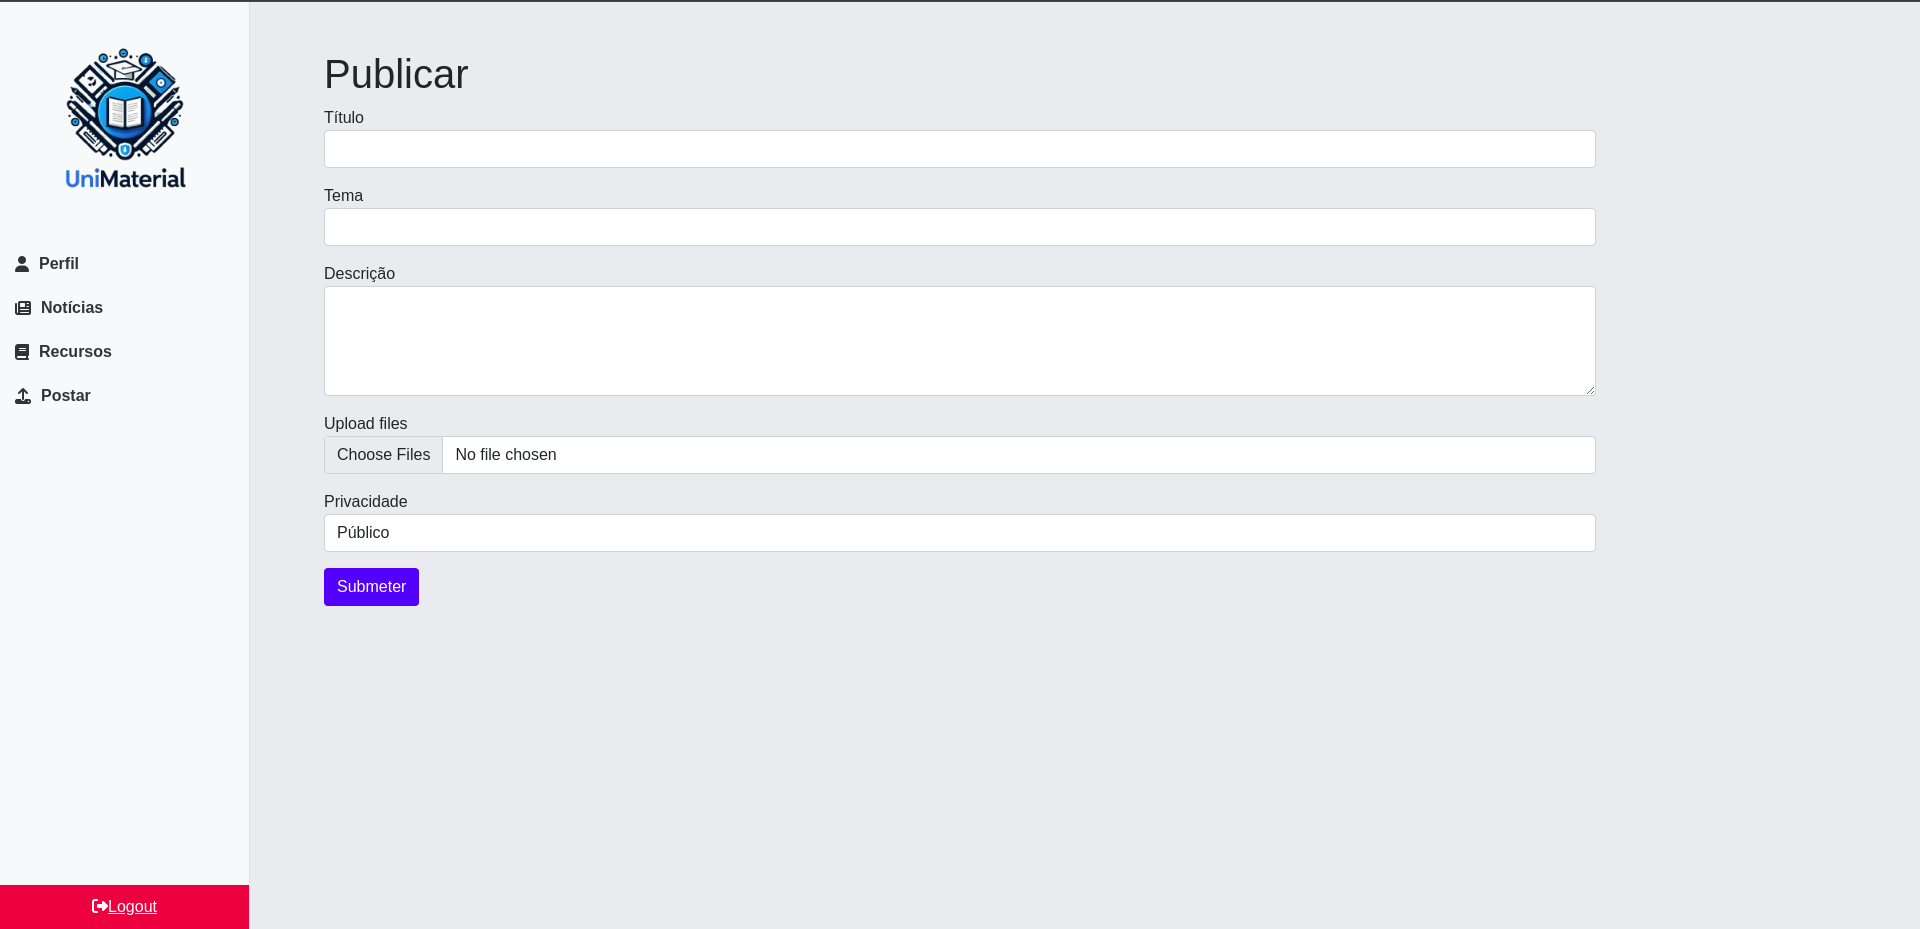 UniMaterial
Perfil
Notícias
Recursos
Postar
Logout
Publicar
Título
Tema
Descrição
Upload files
Choose Files No file chosen
Privacidade
Público
Submeter